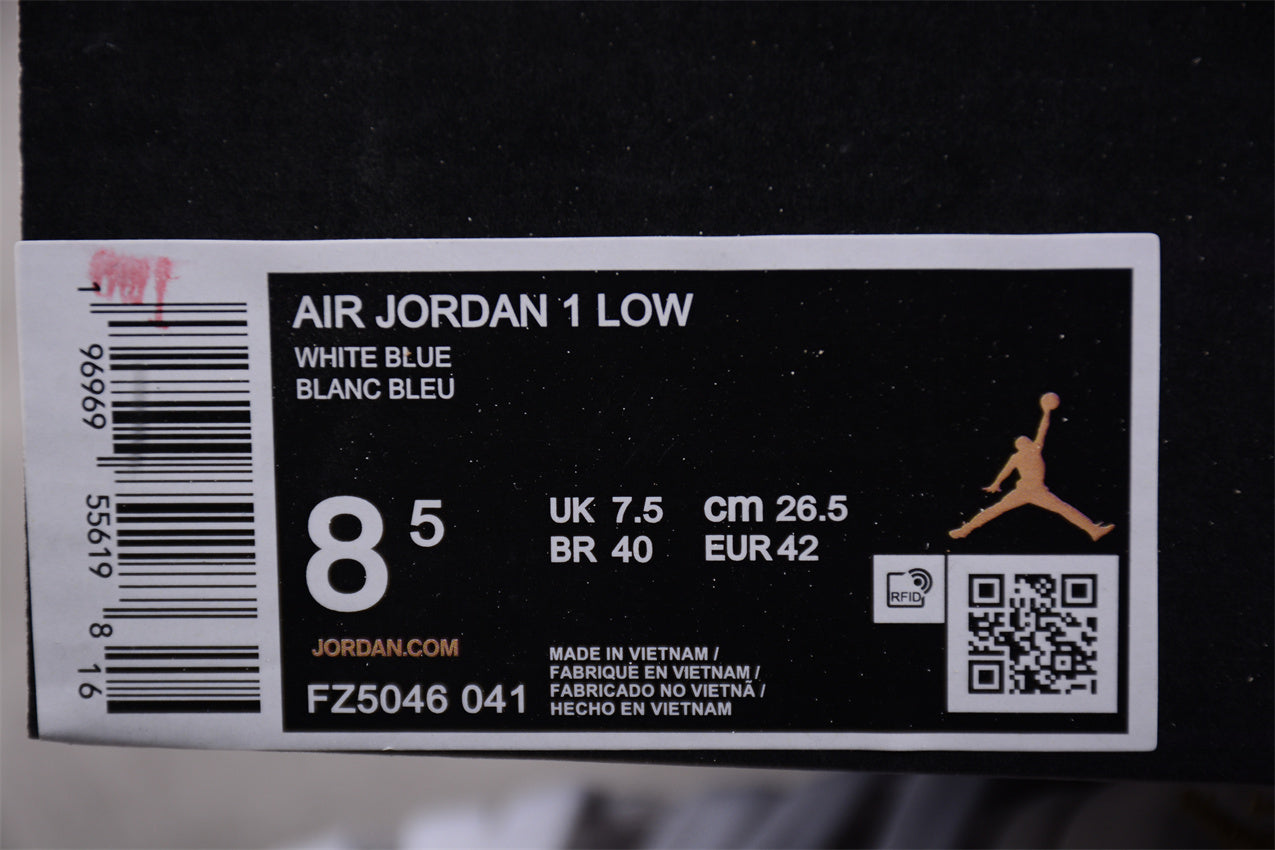 AIR JORDAN 1 LOW
WHITE BLUE
BLANC BLEU
8 5
UK 7.5 cm 26.5
BR 40 EUR 42
RFID
JORDAN.COM
FZ5046 041
MADE IN VIETNAM /
FABRIQUE EN VIETNAM /
FABRICADO NO VIETNÃ /
HECHO EN VIETNAM
1 96969 55619 8 16